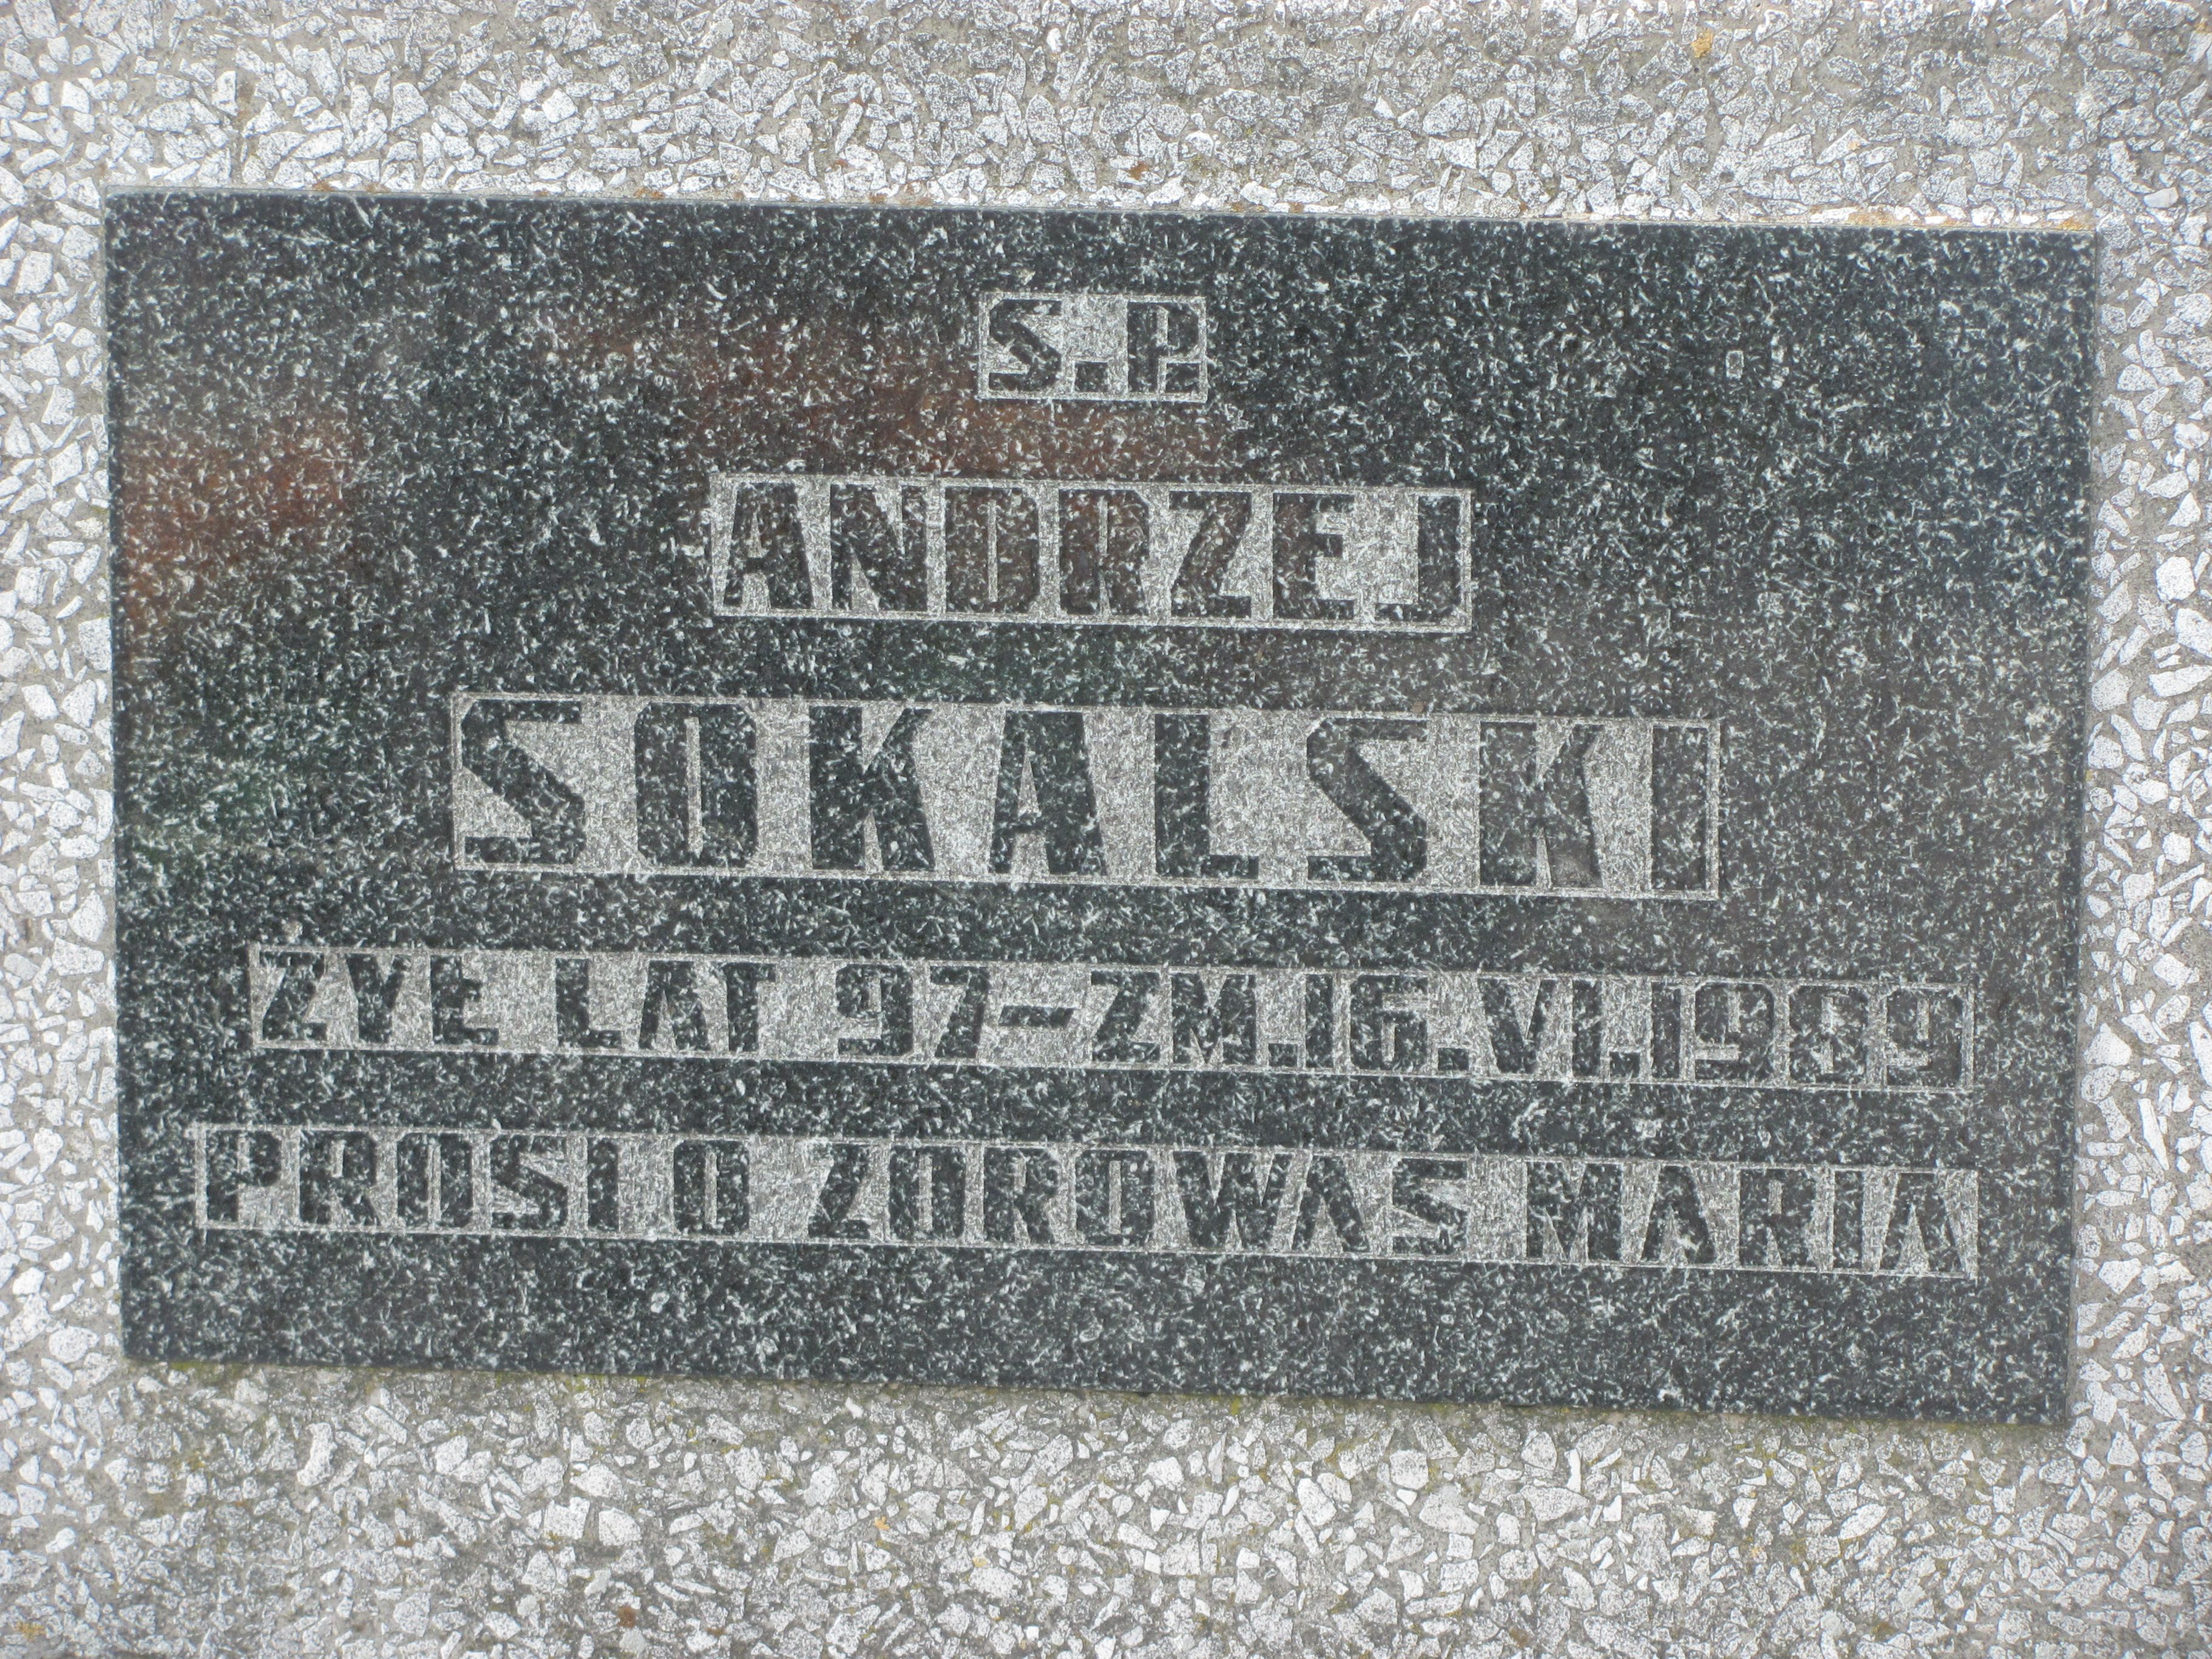 S.P.
ANDRZEJ
SOKALSKI
ŻYŁ LAT 97-ZM.16.VI.1989
PROSI O ZDROWAŚ MARIA